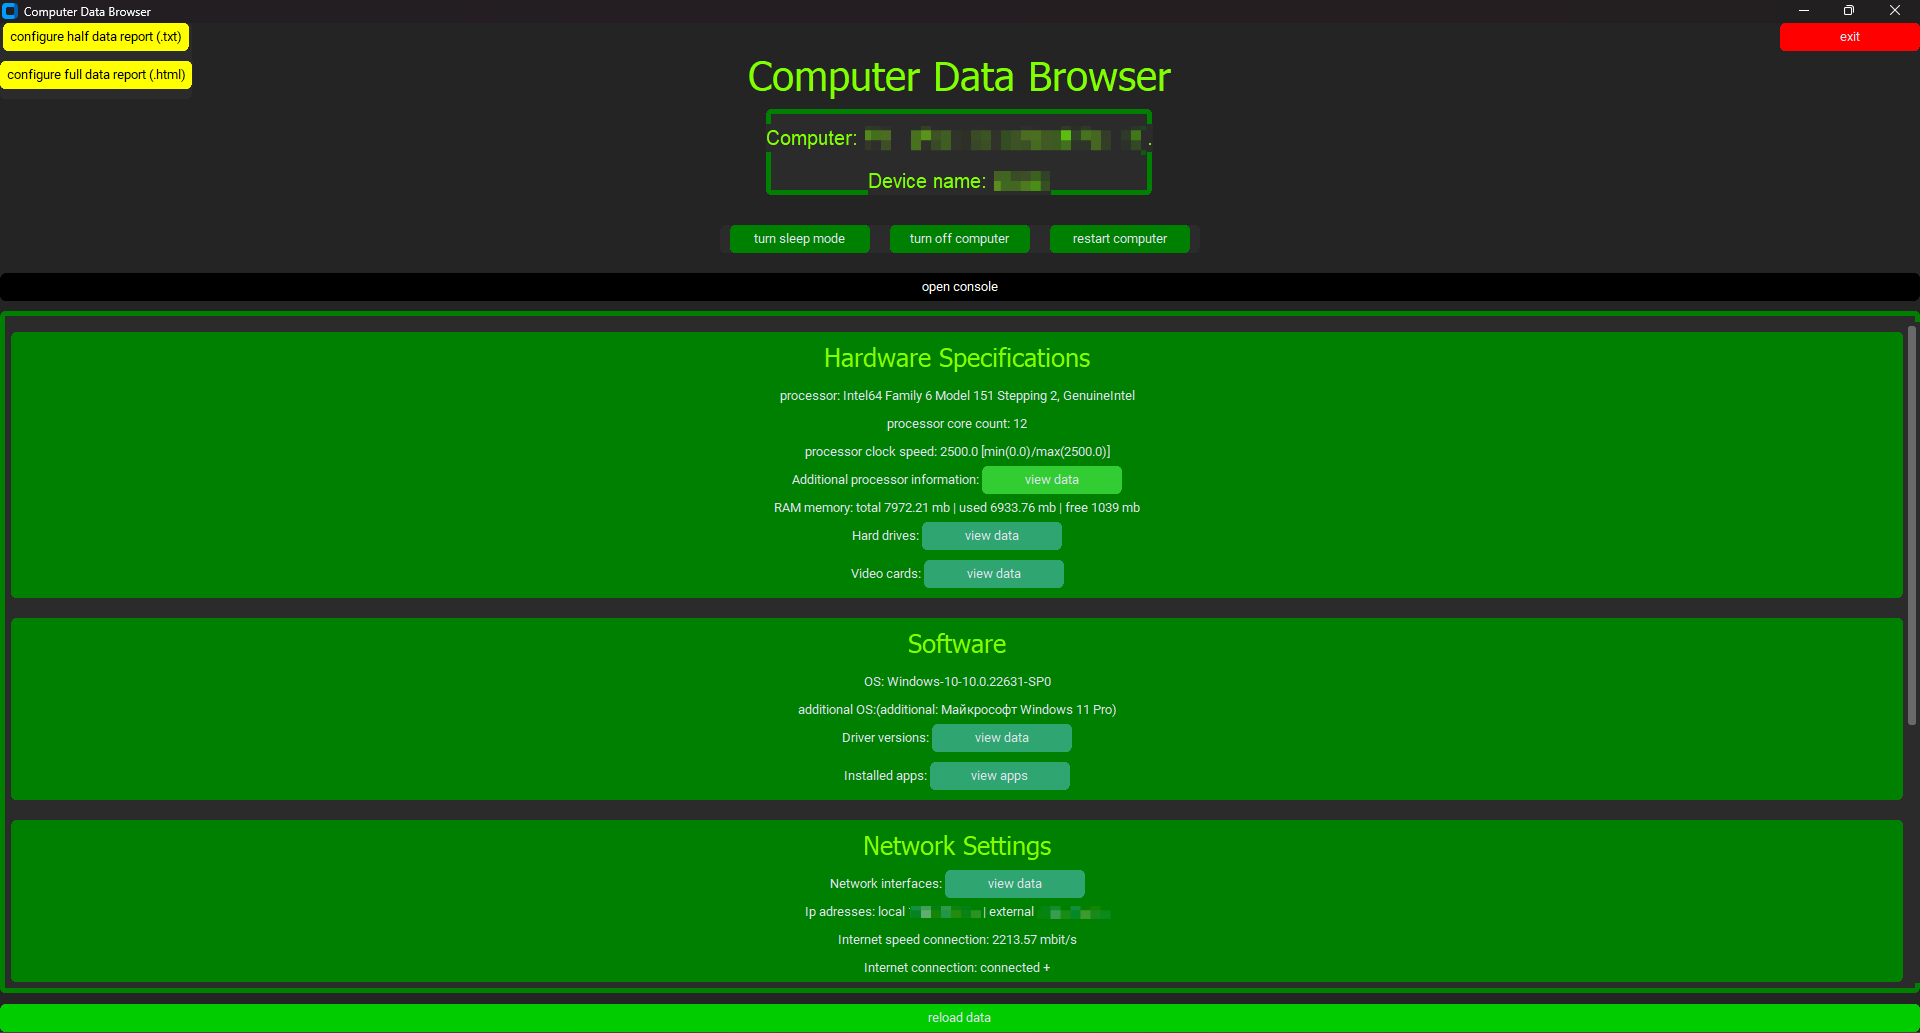 Computer Data Browser
configure half data report (.txt)
exit
configure full data report (.html)
Computer Data Browser
Computer:
Device name:
turn sleep mode
turn off computer
restart computer
open console
Hardware Specifications
processor: Intel64 Family 6 Model 151 Stepping 2, GenuineIntel
processor core count: 12
processor clock speed: 2500.0 [min(0.0)/max(2500.0)]
Additional processor information: view data
RAM memory: total 7972.21 mb | used 6933.76 mb | free 1039 mb
Hard drives: view data
Video cards: view data
Software
OS: Windows-10-10.0.22631-SP0
additional OS:(additional: Майкрософт Windows 11 Pro)
Driver versions: view data
Installed apps: view apps
Network Settings
Network interfaces: view data
Ip adresses: local | external
Internet speed connection: 2213.57 mbit/s
Internet connection: connected +
reload data